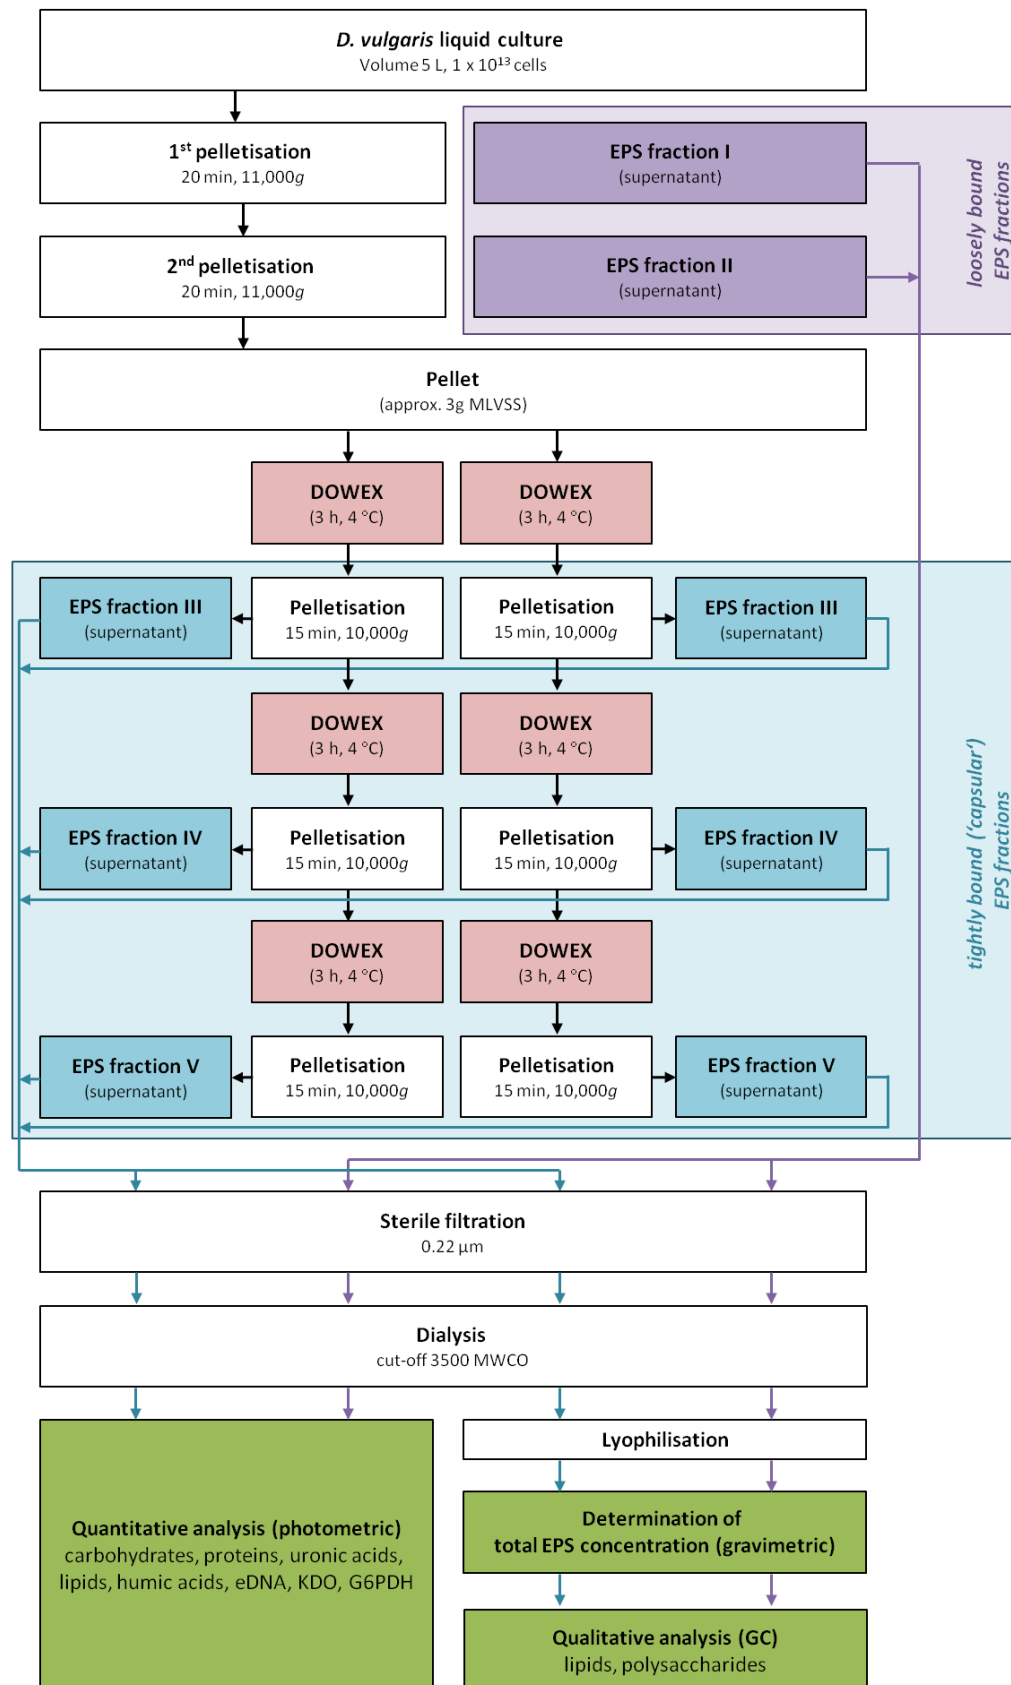 D. vulgaris liquid culture
Volume 5 L, 1 x 10¹³ cells
1st pelletisation
20 min, 11,000g
EPS fraction I
(supernatant)
2nd pelletisation
20 min, 11,000g
EPS fraction II
(supernatant)
loosely bound
EPS fractions
Pellet
(approx. 3g MLVSS)
DOWEX
(3 h, 4 °C)
DOWEX
(3 h, 4 °C)
EPS fraction III
(supernatant)
Pelletisation
15 min, 10,000g
Pelletisation
15 min, 10,000g
EPS fraction III
(supernatant)
DOWEX
(3 h, 4 °C)
DOWEX
(3 h, 4 °C)
EPS fraction IV
(supernatant)
Pelletisation
15 min, 10,000g
Pelletisation
15 min, 10,000g
EPS fraction IV
(supernatant)
tightly bound (‘capsular‘)
EPS fractions
DOWEX
(3 h, 4 °C)
DOWEX
(3 h, 4 °C)
EPS fraction V
(supernatant)
Pelletisation
15 min, 10,000g
Pelletisation
15 min, 10,000g
EPS fraction V
(supernatant)
Sterile filtration
0.22 µm
Dialysis
cut-off 3500 MWCO
Quantitative analysis (photometric)
carbohydrates, proteins, uronic acids,
lipids, humic acids, eDNA, KDO, G6PDH
Lyophilisation
Determination of
total EPS concentration (gravimetric)
Qualitative analysis (GC)
lipids, polysaccharides